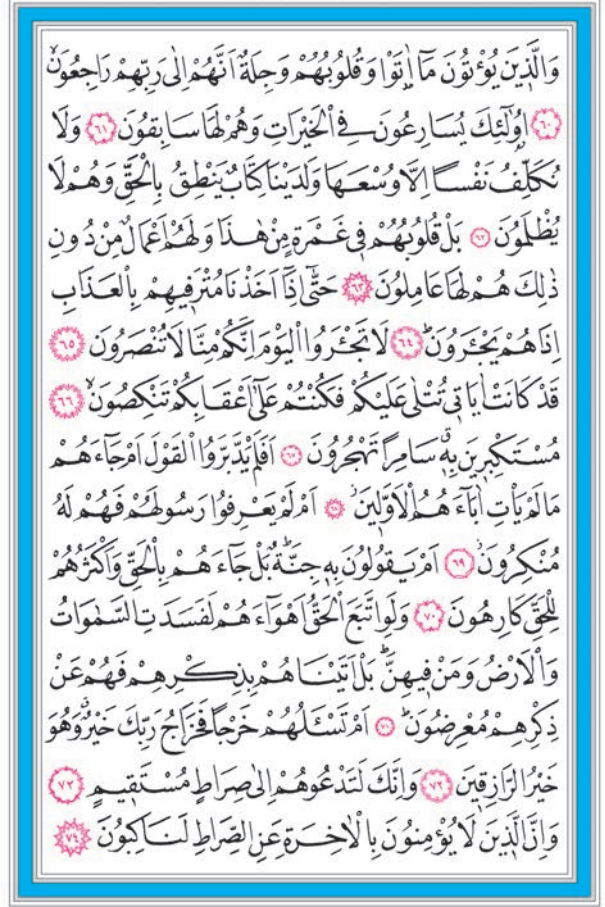 وَالَّذ۪ينَ يُؤْتُونَ مَٓا اٰتَوْا وَقُلُوبُهُمْ وَجِلَةٌ اَنَّهُمْ اِلٰى رَبِّهِمْ رَاجِعُونَۙ
﴿٦٠﴾ اُو۬لٰٓئِكَ يُسَارِعُونَ فِي الْخَيْرَاتِ وَهُمْ لَهَا سَابِقُونَ ﴿٦١﴾ وَلَا
نُكَلِّفُ نَفْسًا اِلَّا وُسْعَهَا وَلَدَيْنَا كِتَابٌ يَنْطِقُ بِالْحَقِّ وَهُمْ لَا
يُظْلَمُونَ ﴿٦٢﴾ بَلْ قُلُوبُهُمْ ف۪ي غَمْرَةٍ مِنْ هٰذَا وَلَهُمْ اَعْمَالٌ مِنْ دُونِ
ذٰلِكَ هُمْ لَهَا عَامِلُونَ ﴿٦٣﴾ حَتّٰٓى اِذَٓا اَخَذْنَا مُتْرَف۪يهِمْ بِالْعَذَابِ
اِذَا هُمْ يَجْـَٔرُونَۜ ﴿٦٤﴾ لَا تَجْـَٔرُوا الْيَوْمَ اِنَّكُمْ مِنَّا لَا تُنْصَرُونَ ﴿٦٥﴾
قَدْ كَانَتْ اٰيَات۪ي تُتْلٰى عَلَيْكُمْ فَكُنْتُمْ عَلٰٓى اَعْقَابِكُمْ تَنْكِصُونَۙ ﴿٦٦﴾
مُسْتَكْبِر۪ينَ بِه۪ۗ سَامِرًا تَهْجُرُونَ ﴿٦٧﴾ اَفَلَمْ يَدَّبَّرُوا الْقَوْلَ اَمْ جَٓاءَهُمْ
مَا لَمْ يَأْتِ اٰبَٓاءَهُمُ الْاَوَّل۪ينَۘ ﴿٦٨﴾ اَمْ لَمْ يَعْرِفُوا رَسُولَهُمْ فَهُمْ لَهُ
مُنْكِرُونَۘ ﴿٦٩﴾ اَمْ يَقُولُونَ بِه۪ جِنَّةٌۜ بَلْ جَٓاءَهُمْ بِالْحَقِّ وَاَكْثَرُهُمْ
لِلْحَقِّ كَارِهُونَ ﴿٧٠﴾ وَلَوِ اتَّبَعَ الْحَقُّ اَهْوَٓاءَهُمْ لَفَسَدَتِ السَّمٰوَاتُ
وَالْاَرْضُ وَمَنْ ف۪يهِنَّۜ بَلْ اَتَيْنَاهُمْ بِذِكْرِهِمْ فَهُمْ عَنْ
ذِكْرِهِمْ مُعْرِضُونَۜ ﴿٧١﴾ اَمْ تَسْـَٔلُهُمْ خَرْجًا فَخَرَاجُ رَبِّكَ خَيْرٌۗ وَهُوَ
خَيْرُ الرَّازِق۪ينَ ﴿٧٢﴾ وَاِنَّكَ لَتَدْعُوهُمْ اِلٰى صِرَاطٍ مُسْتَق۪يمٍ ﴿٧٣﴾
وَاِنَّ الَّذ۪ينَ لَا يُؤْمِنُونَ بِالْاٰخِرَةِ عَنِ الصِّرَاطِ لَنَاكِبُونَ ﴿٧٤﴾